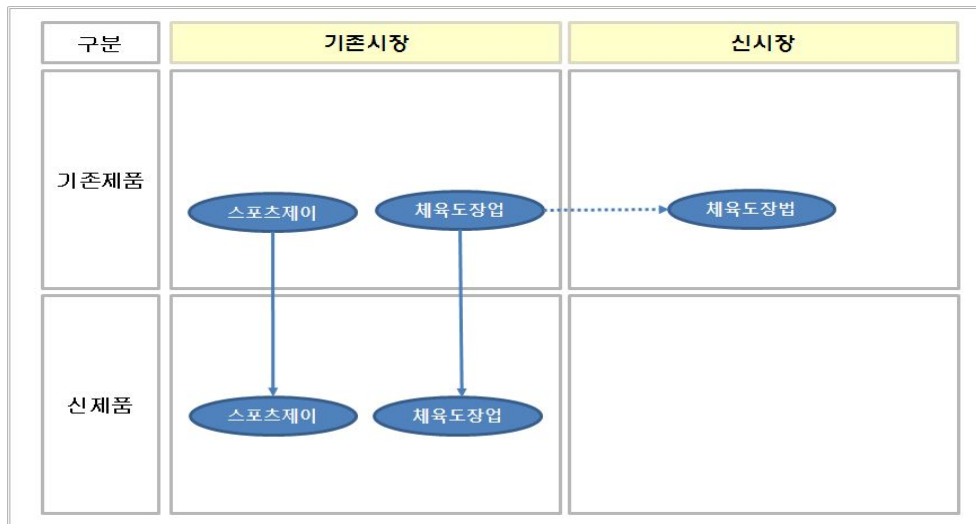 구분
기존시장
신시장
기존제품
스포츠제이
체육도장업
체육도장법
신제품
스포츠제이
체육도장업